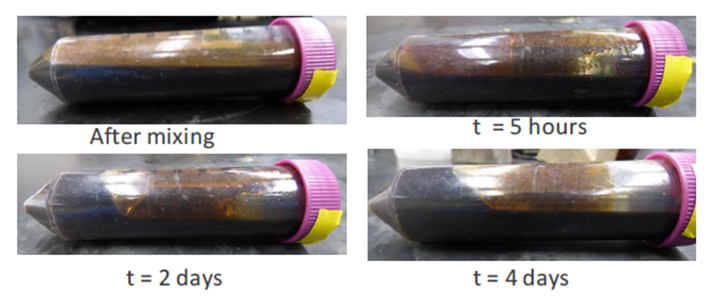 After mixing
t = 5 hours
t = 2 days
t = 4 days